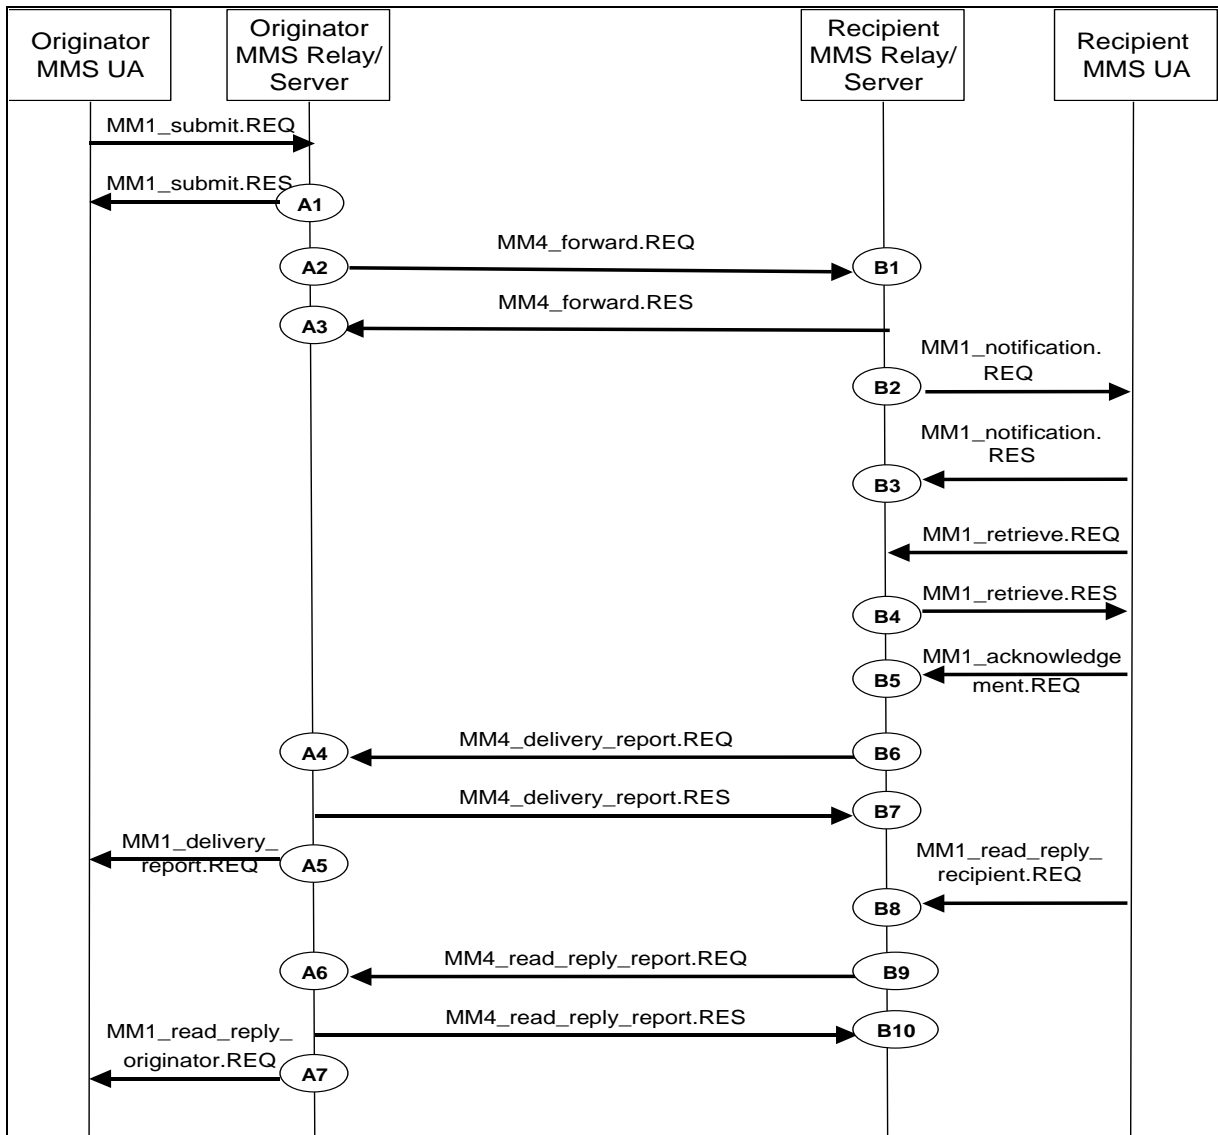 Originator
MMS UA
Originator
MMS Relay/
Server
Recipient
MMS Relay/
Server
Recipient
MMS UA
MM1_submit.REQ
MM1_submit.RES
A1
MM4_forward.REQ
A2
B1
MM4_forward.RES
A3
MM1_notification.
REQ
B2
MM1_notification.
RES
B3
MM1_retrieve.REQ
MM1_retrieve.RES
B4
MM1_acknowledge
ment.REQ
B5
MM4_delivery_report.REQ
A4
B6
MM4_delivery_report.RES
B7
MM1_delivery_
report.REQ
A5
MM1_read_reply_
recipient.REQ
B8
MM4_read_reply_report.REQ
A6
B9
MM4_read_reply_report.RES
B10
MM1_read_reply_
originator.REQ
A7